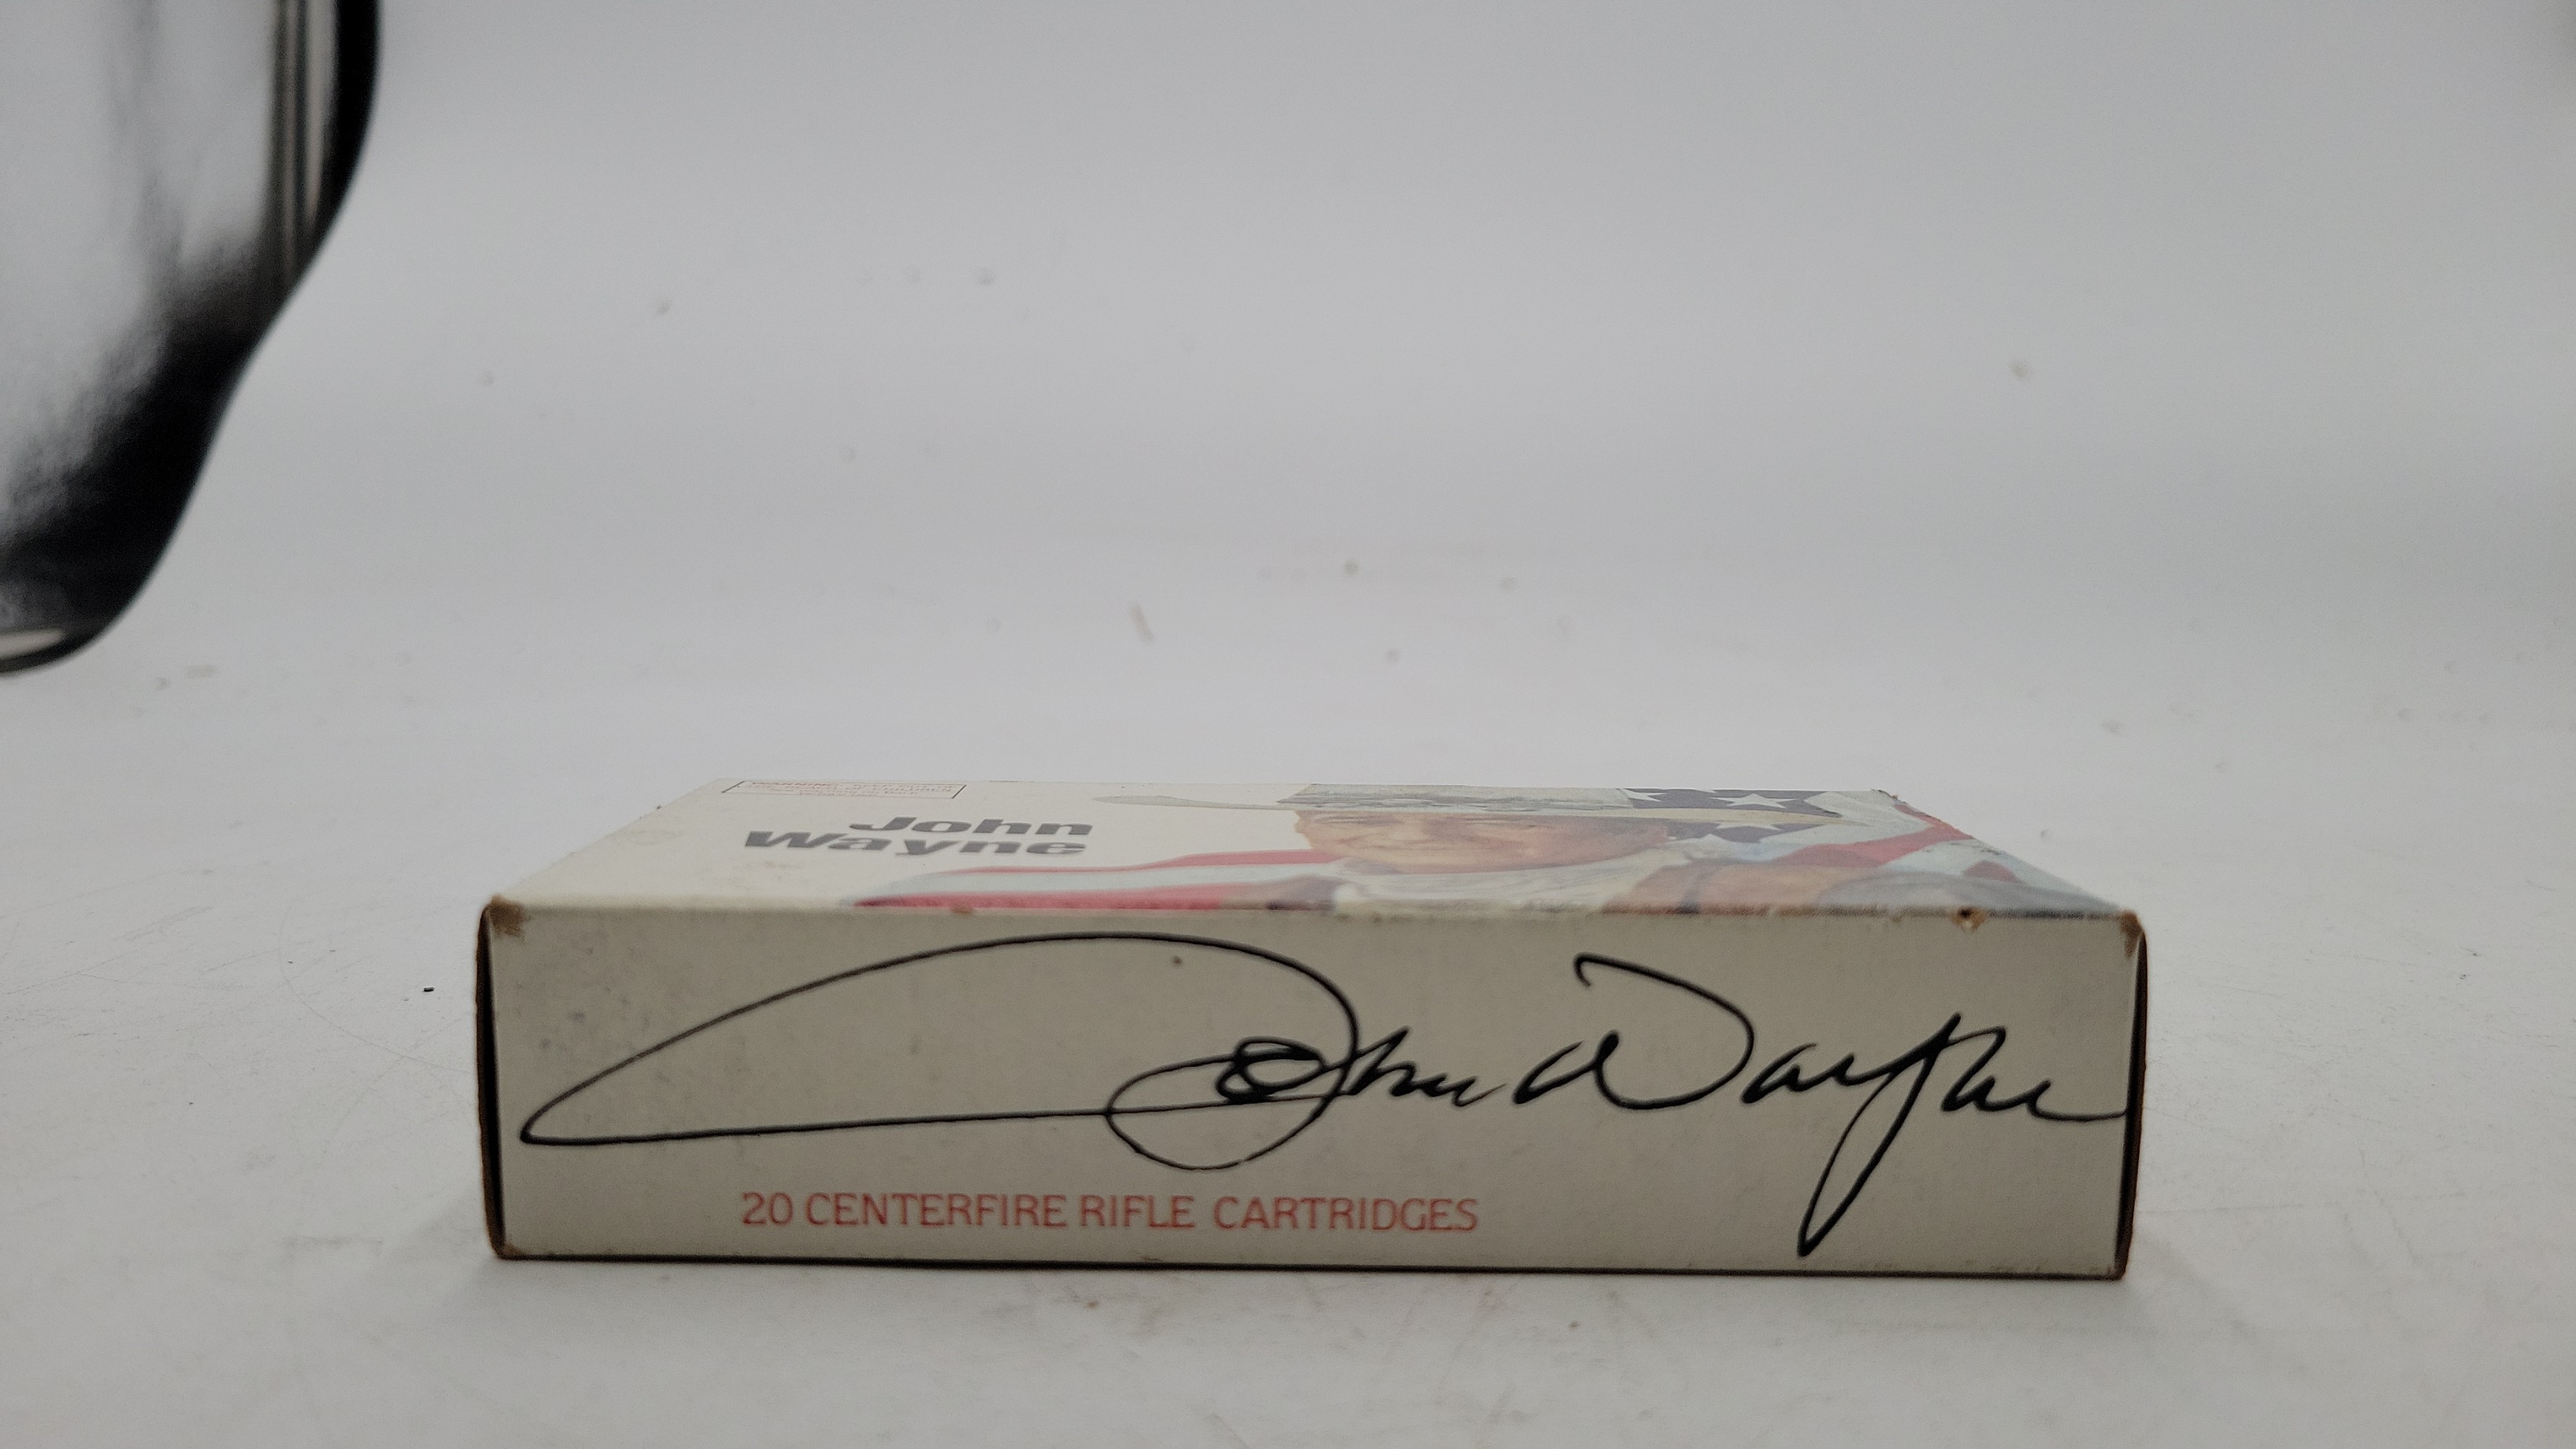 John
Wayne
John Wayne
20 CENTERFIRE RIFLE CARTRIDGES